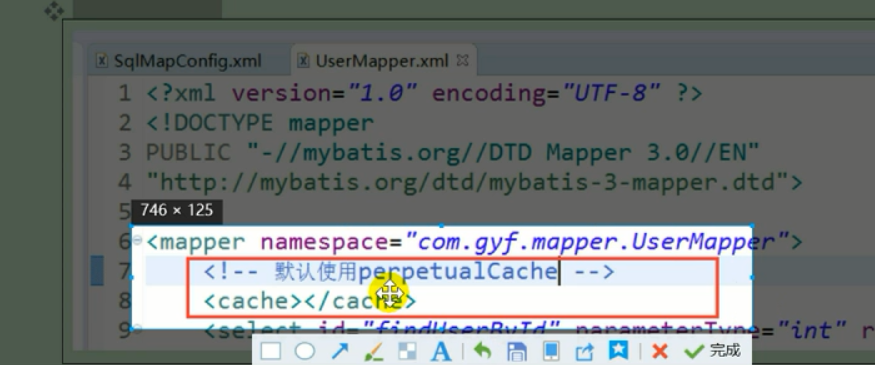 SqlMapConfig.xml UserMapper.xml
1 <?xml version="1.0" encoding="UTF-8" ?>
2 <!DOCTYPE mapper
3 PUBLIC "-//mybatis.org//DTD Mapper 3.0//EN"
4 "http://mybatis.org/dtd/mybatis-3-mapper.dtd">
5
746 × 125
6 <mapper namespace="com.gyf.mapper.UserMapper">
7 <!-- 默认使用perpetualCache -->
8 <cache></cache>
9 <select id="findUserById" parameterType="int" r
A 完成